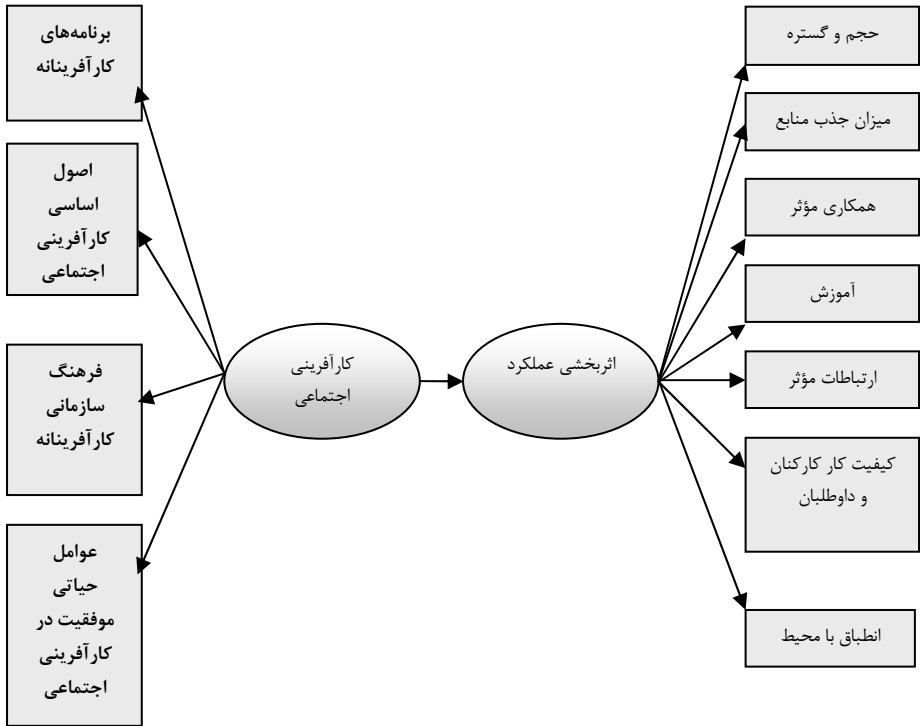 برنامه‌های
کارآفرینانه
اصول
اساسی
کارآفرینی
اجتماعی
فرهنگ
سازمانی
کارآفرینانه
عوامل
حیاتی
موفقیت در
کارآفرینی
اجتماعی
کارآفرینی
اجتماعی
اثربخشی عملکرد
حجم و گستره
میزان جذب منابع
همکاری مؤثر
آموزش
ارتباطات مؤثر
کیفیت کار کارکنان
و داوطلبان
انطباق با محیط